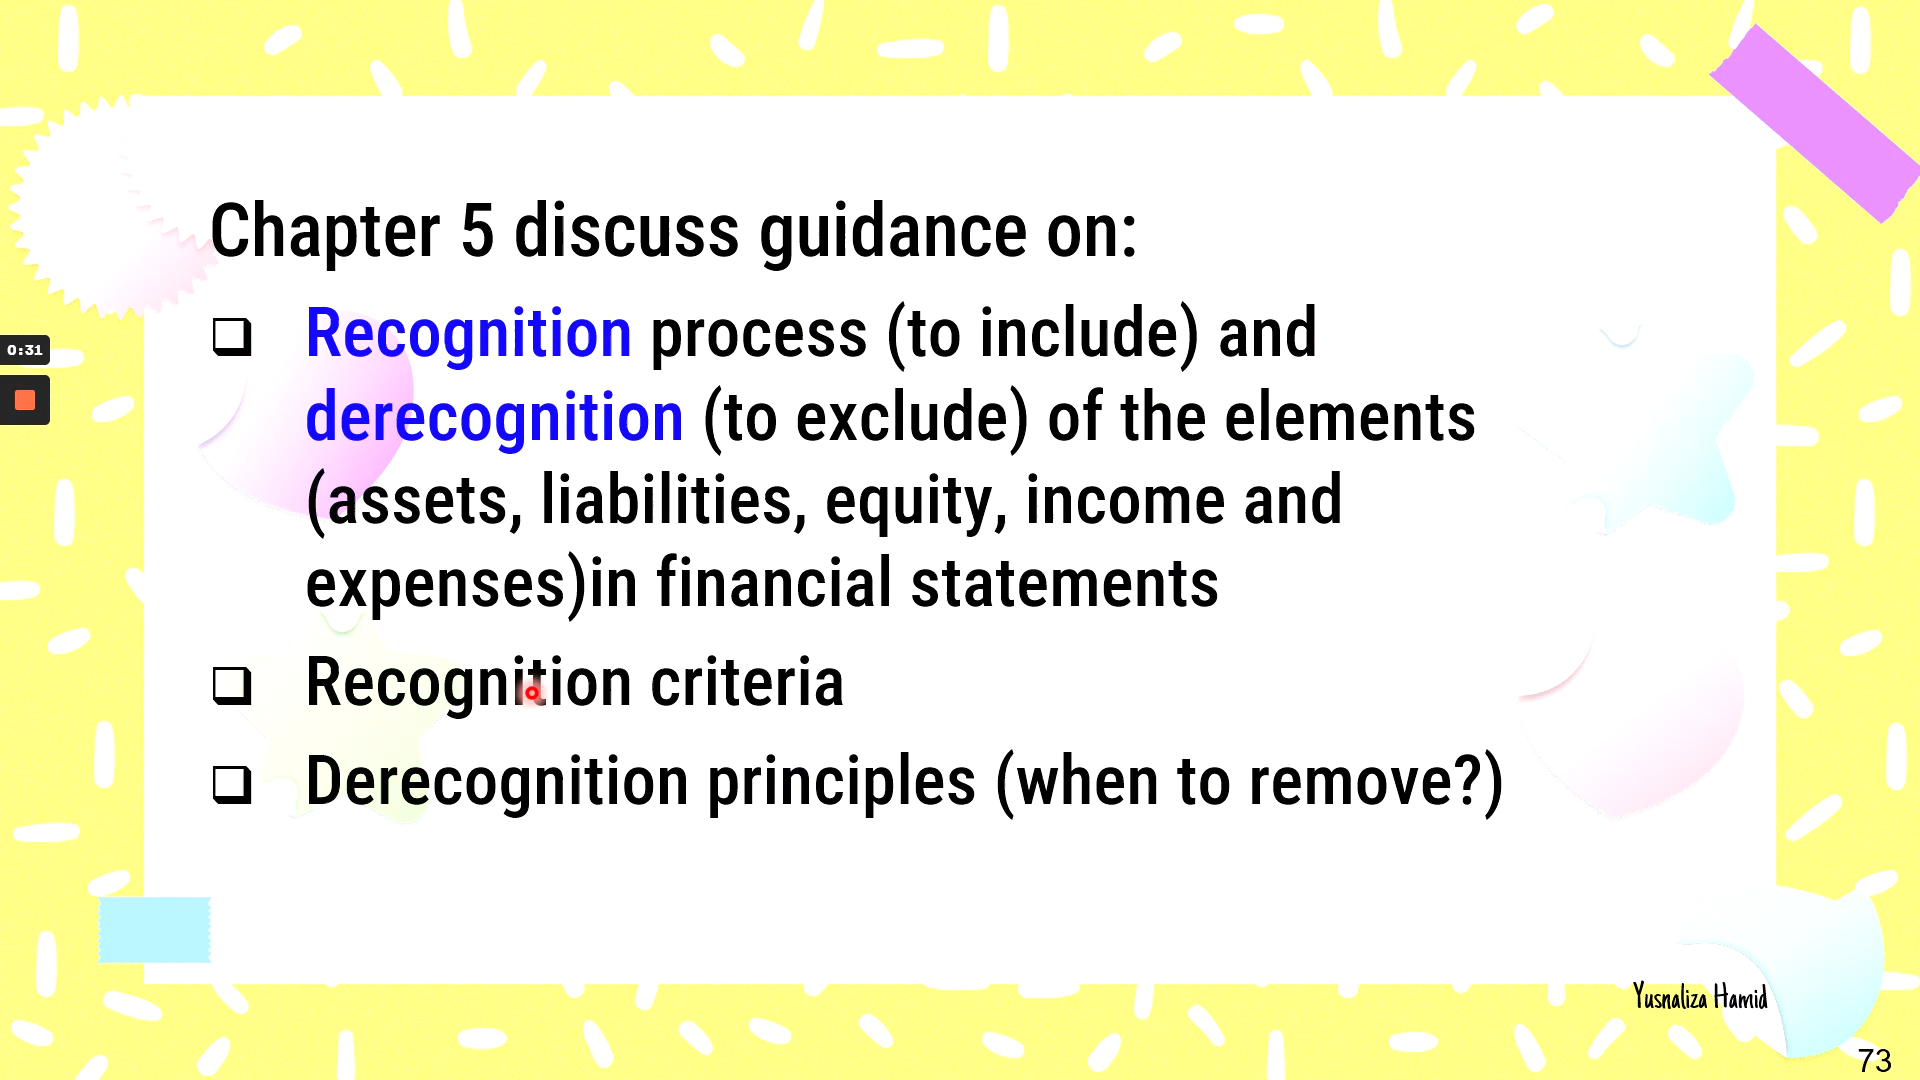 Chapter 5 discuss guidance on:
❑ Recognition process (to include) and
derecognition (to exclude) of the elements
(assets, liabilities, equity, income and
expenses)in financial statements
❑ Recognition criteria
❑ Derecognition principles (when to remove?)
0:31
Yusnaliza Hamid
73